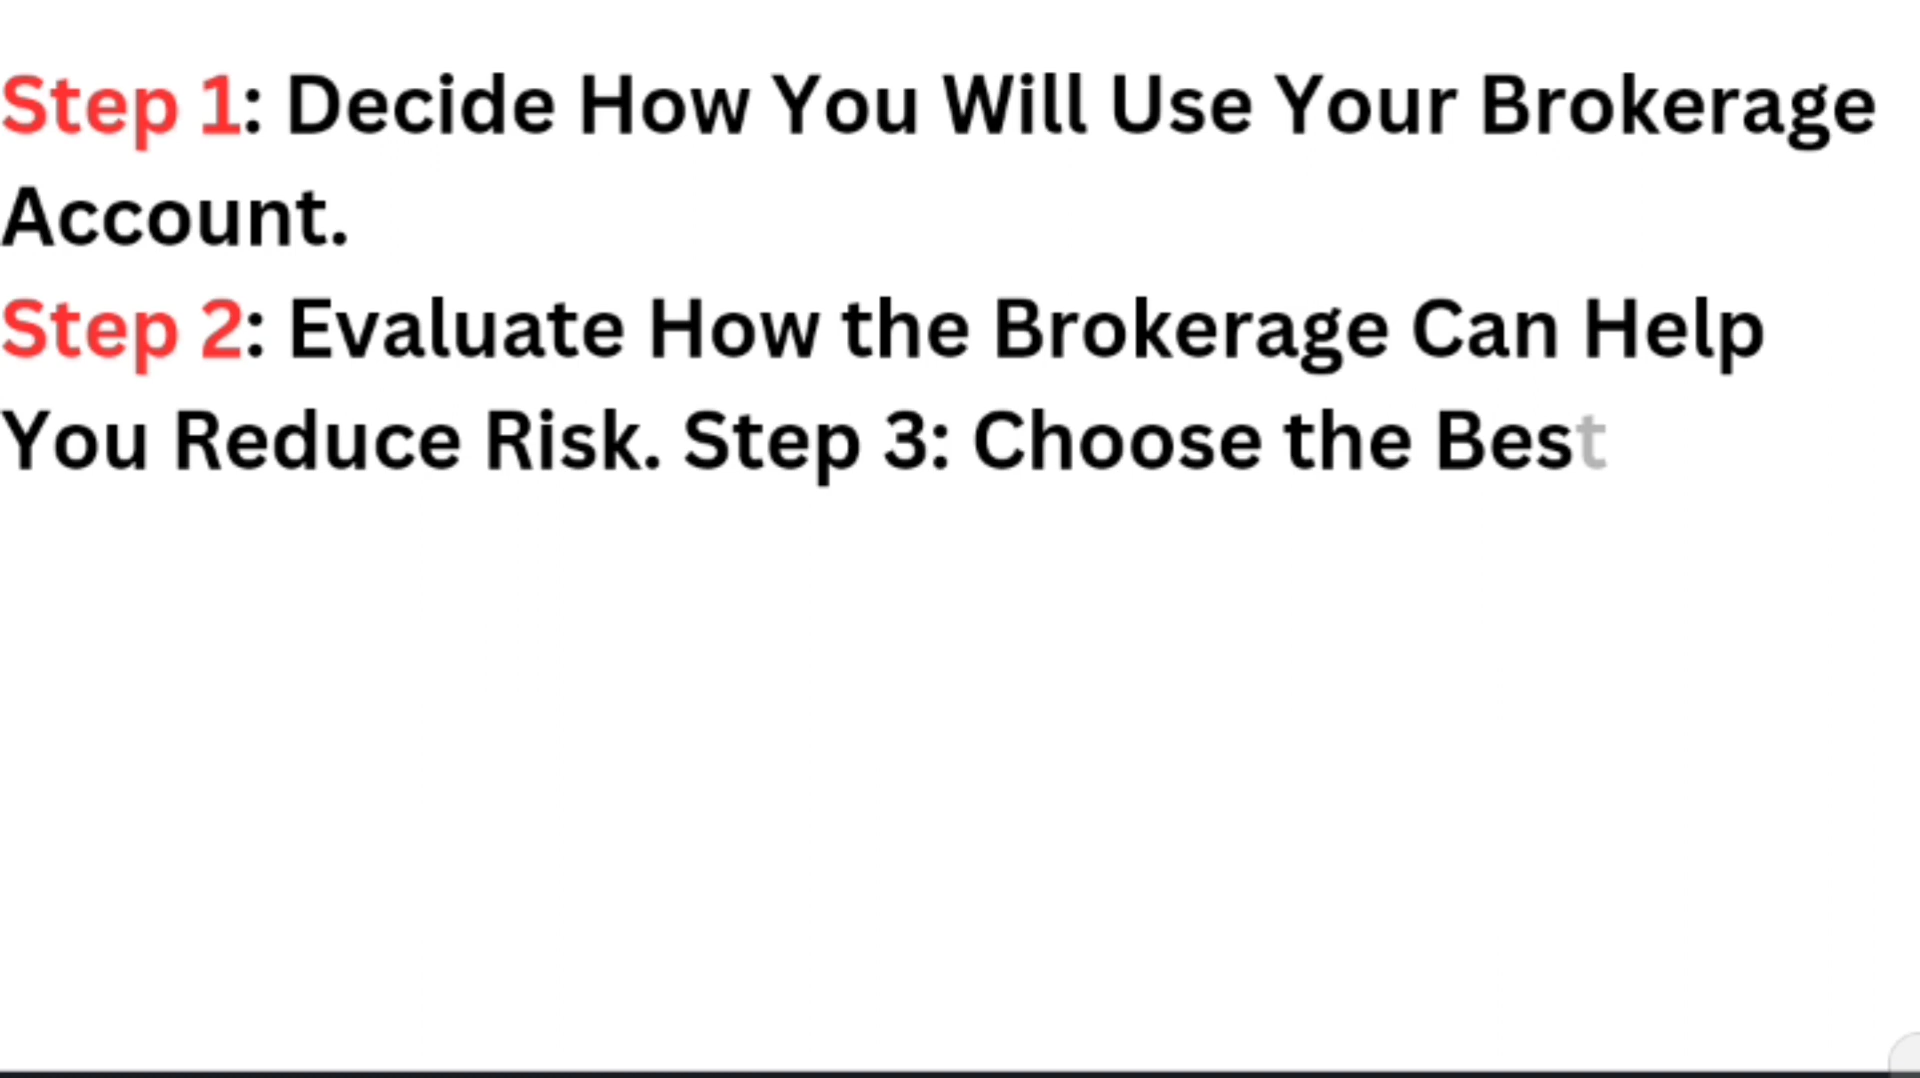 Step 1: Decide How You Will Use Your Brokerage
Account.
Step 2: Evaluate How the Brokerage Can Help
You Reduce Risk. Step 3: Choose the Best